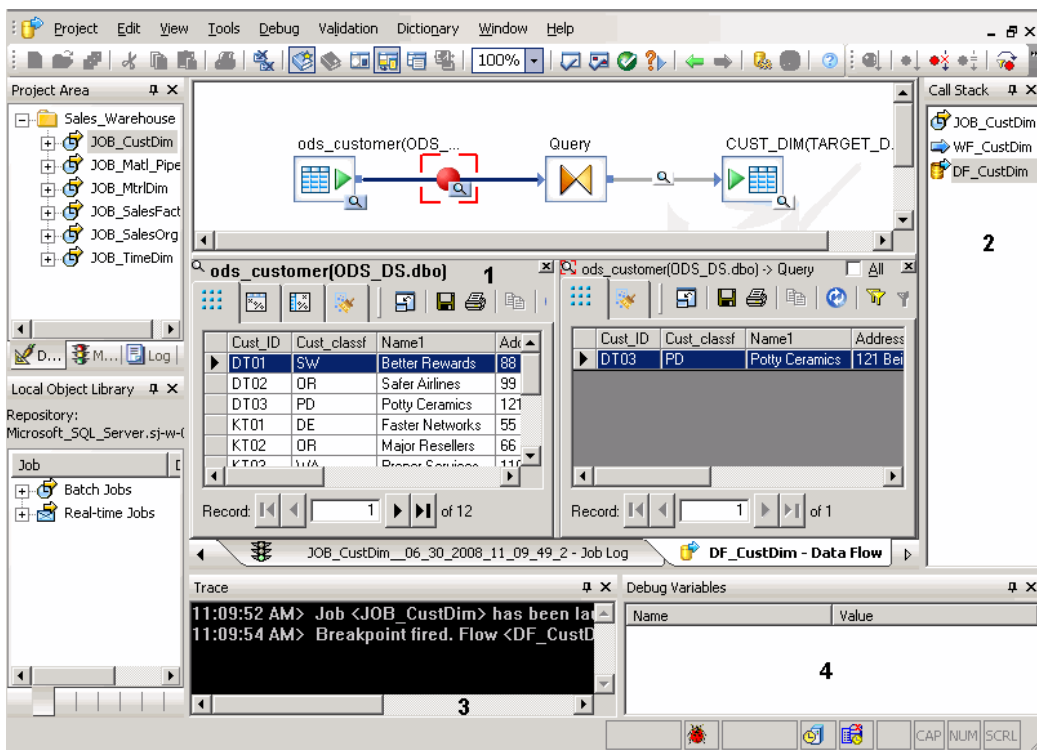 Project Edit View Tools Debug Validation Dictionary Window Help
100%
Project Area
Sales_Warehouse
JOB_CustDim
JOB_Matl_Pipe
JOB_MtrlDim
JOB_SalesFact
JOB_SalesOrg
JOB_TimeDim
D... M... Log
Local Object Library
Repository:
Microsoft_SQL_Server.sj-w-(
Job
Batch Jobs
Real-time Jobs
ods_customer(ODS_... Query CUST_DIM(TARGET_D.
ods_customer(ODS_DS.dbo) 1
Cust_ID Cust_classf Name1
DT01 SW Better Rewards 88
DT02 OR Safer Airlines 99
DT03 PD Potty Ceramics 121
KT01 DE Faster Networks 55
KT02 OR Major Resellers 66
Record: 1 of 12
ods_customer(ODS_DS.dbo) -> Query All
Cust_ID Cust_classf Name1 Address
DT03 PD Potty Ceramics 121 Bei
Record: 1 of 1
JOB_CustDim__06_30_2008_11_09_49_2 - Job Log DF_CustDim - Data Flow
Call Stack
JOB_CustDim
WF_CustDim
DF_CustDim
2
Trace
11:09:52 AM> Job <JOB_CustDim> has been la
11:09:54 AM> Breakpoint fired. Flow <DF_CustD
3
Debug Variables
Name Value
4
CAP NUM SCRL